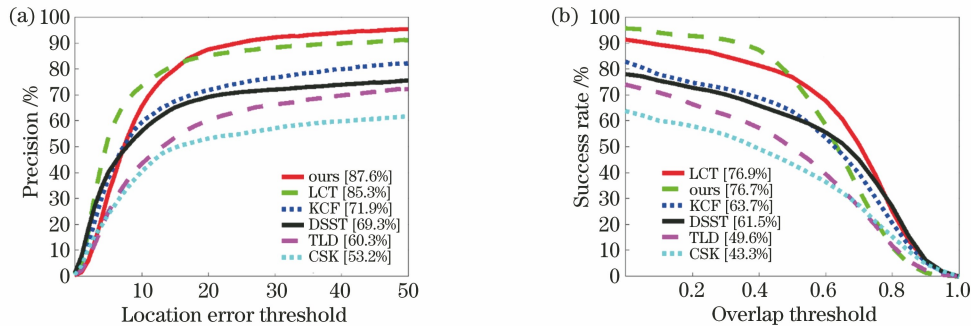 (a)
100
90
80
70
60
50
40
30
20
10
0
Precision /%
ours [87.6%]
LCT [85.3%]
KCF [71.9%]
DSST [69.3%]
TLD [60.3%]
CSK [53.2%]
10 20 30 40 50
Location error threshold
(b)
100
90
80
70
60
50
40
30
20
10
0
Success rate /%
LCT [76.9%]
ours [76.7%]
KCF [63.7%]
DSST [61.5%]
TLD [49.6%]
CSK [43.3%]
0.2 0.4 0.6 0.8 1.0
Overlap threshold